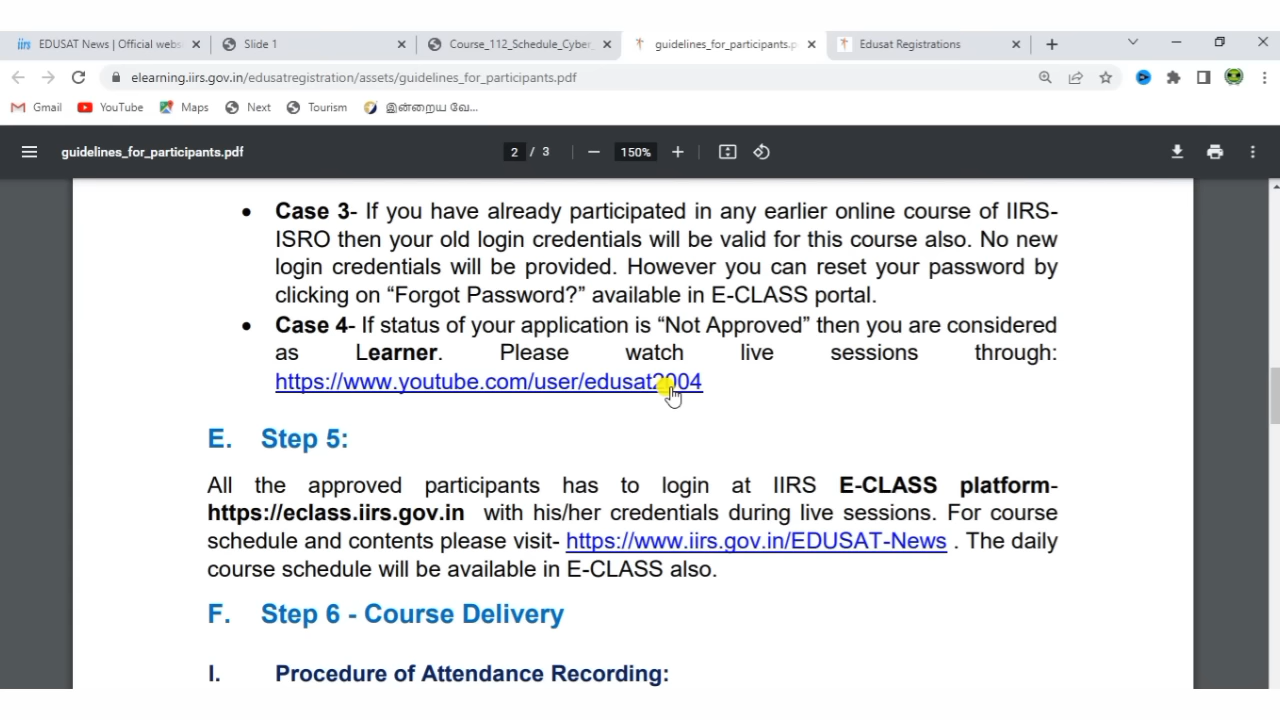 iirs EDUSAT News | Official webs
Slide 1
Course_112_Schedule_Cyber_
guidelines_for_participants.p
Edusat Registrations
elearning.iirs.gov.in/edusatregistration/assets/guidelines_for_participants.pdf
Gmail YouTube Maps Next Tourism இன்றைய வே...
guidelines_for_participants.pdf 2 / 3 150%
• Case 3- If you have already participated in any earlier online course of IIRS-
ISRO then your old login credentials will be valid for this course also. No new
login credentials will be provided. However you can reset your password by
clicking on “Forgot Password?” available in E-CLASS portal.
• Case 4- If status of your application is “Not Approved” then you are considered
as Learner. Please watch live sessions through:
https://www.youtube.com/user/edusat2004
E. Step 5:
All the approved participants has to login at IIRS E-CLASS platform-
https://eclass.iirs.gov.in with his/her credentials during live sessions. For course
schedule and contents please visit- https://www.iirs.gov.in/EDUSAT-News . The daily
course schedule will be available in E-CLASS also.
F. Step 6 - Course Delivery
I. Procedure of Attendance Recording: